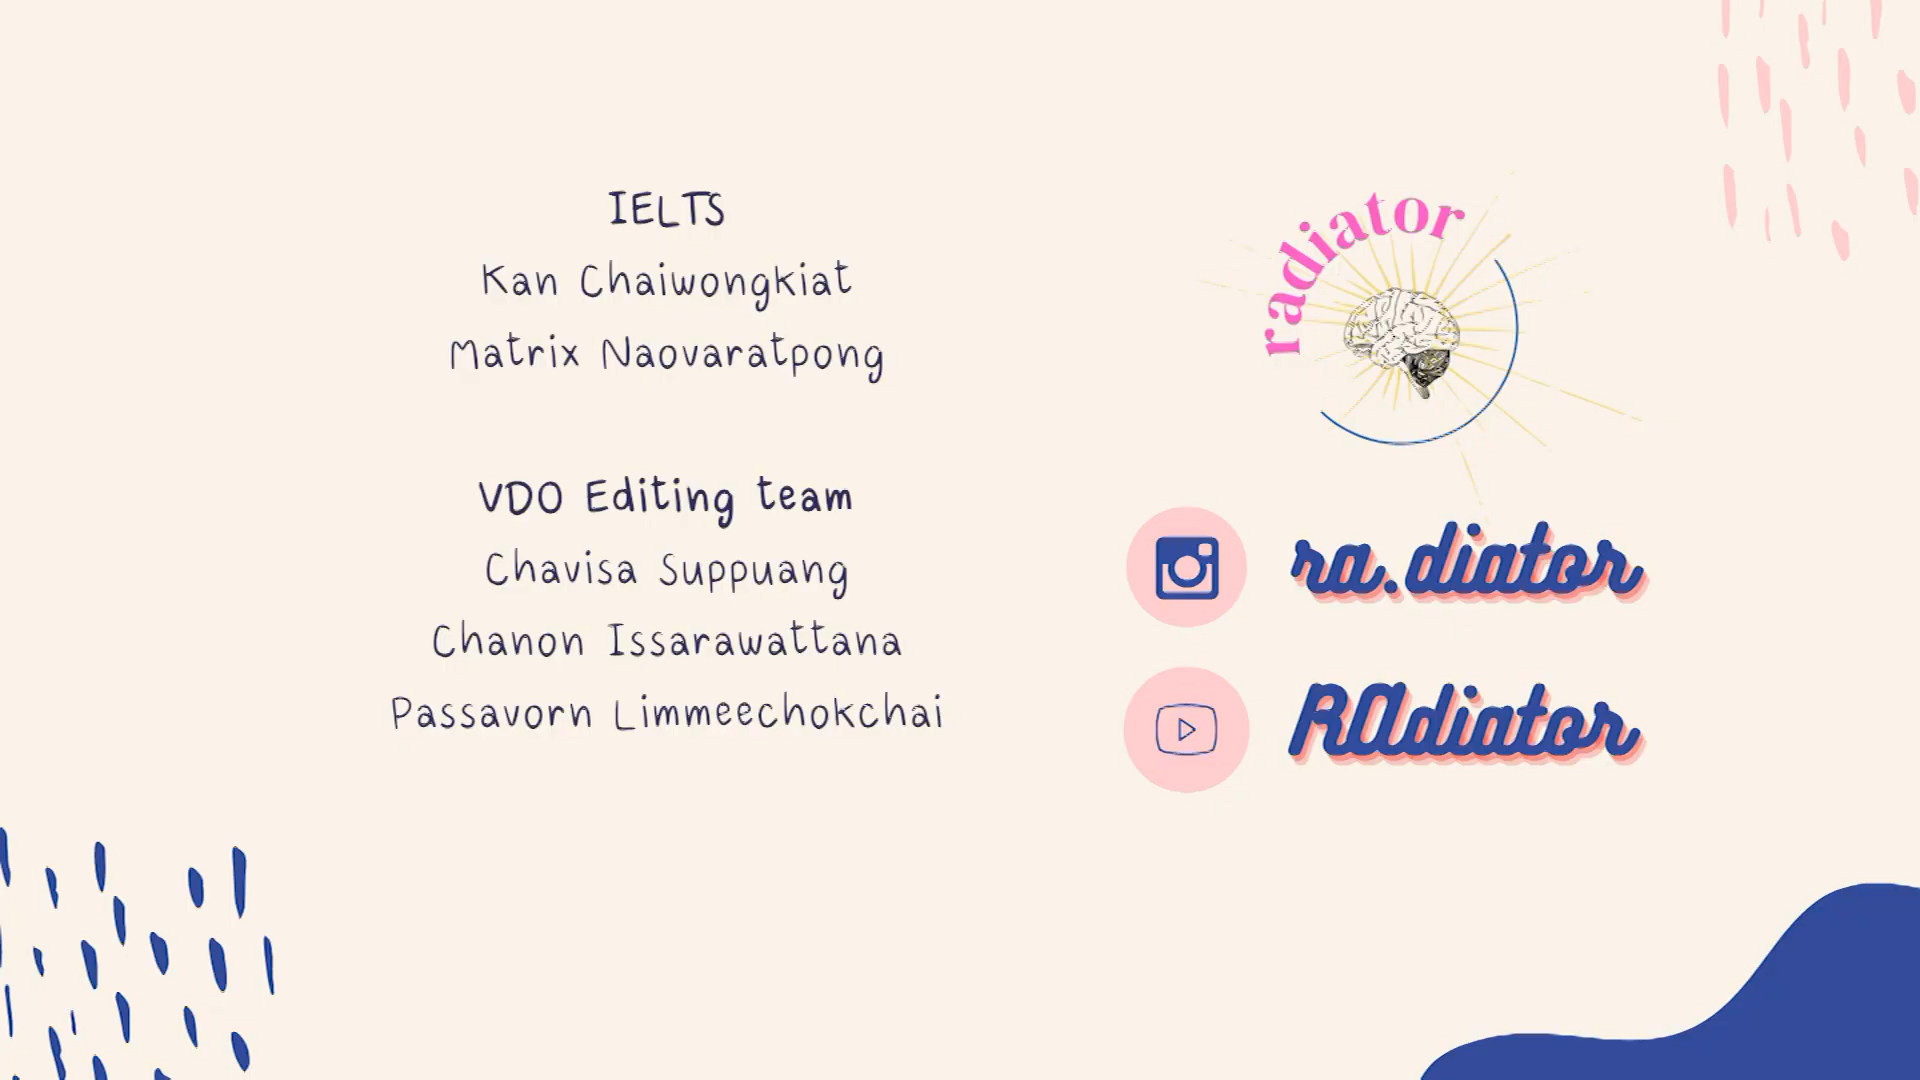 IELTS
Kan Chaiwongkiat
Matrix Naovaratpong
VDO Editing team
Chavisa Suppuang
Chanon Issarawattana
Passavorn Limmeechokchai
radiator
ra.diator
RAdiator